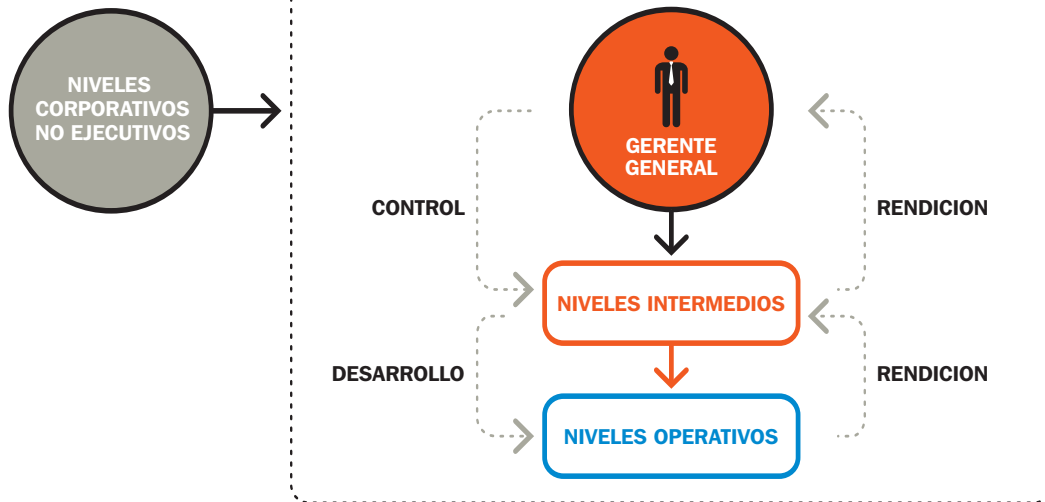 NIVELES
CORPORATIVOS
NO EJECUTIVOS
GERENTE
GENERAL
CONTROL
RENDICION
NIVELES INTERMEDIOS
DESARROLLO
RENDICION
NIVELES OPERATIVOS